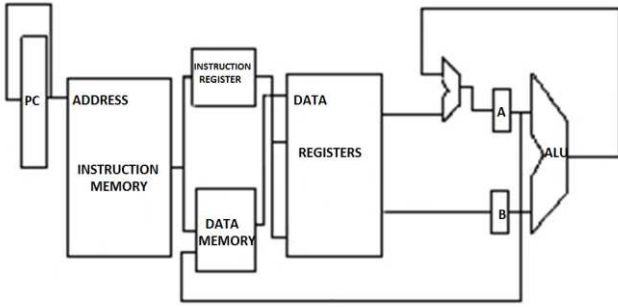 PC
ADDRESS
INSTRUCTION
MEMORY
INSTRUCTION
REGISTER
DATA
MEMORY
DATA
REGISTERS
A
B
ALU